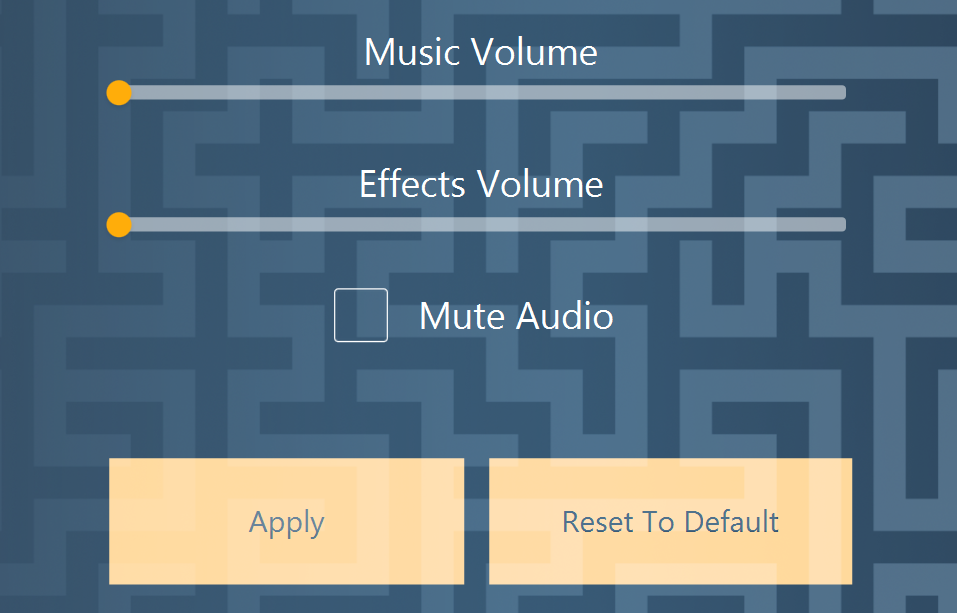 Music Volume
Effects Volume
Mute Audio
Apply
Reset To Default